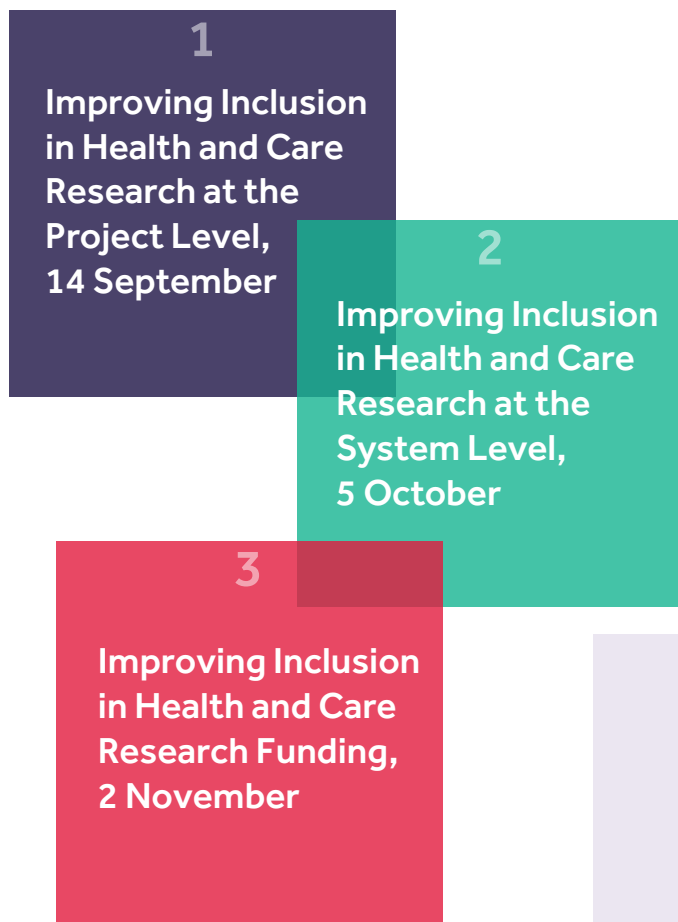 1
Improving Inclusion
in Health and Care
Research at the
Project Level,
14 September
2
Improving Inclusion
in Health and Care
Research at the
System Level,
5 October
3
Improving Inclusion
in Health and Care
Research Funding,
2 November